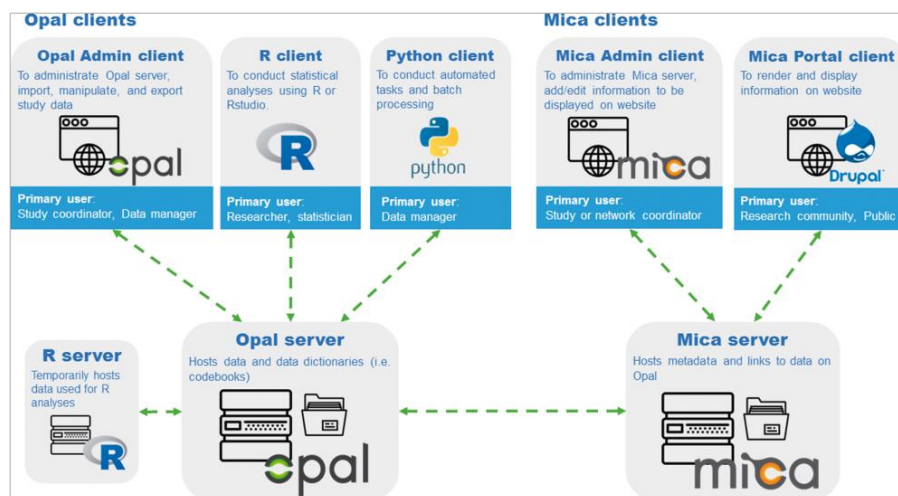 Opal clients
Mica clients
Opal Admin client
To administrate Opal server,
import, manipulate, and export
study data
opal
Primary user:
Study coordinator, Data manager
R client
To conduct statistical
analyses using R or
Rstudio.
R
Primary user:
Researcher, statistician
Python client
To conduct automated
tasks and batch
processing
python
Primary user:
Data manager
Mica Admin client
To administrate Mica server,
add/edit information to be
displayed on website
mica
Primary user:
Study or network coordinator
Mica Portal client
To render and display
information on website
Drupal™
Primary user:
Research community, Public
R server
Temporarily hosts
data used for R
analyses
R
Opal server
Hosts data and data dictionaries (i.e.
codebooks)
opal
Mica server
Hosts metadata and links to data on
Opal
mica